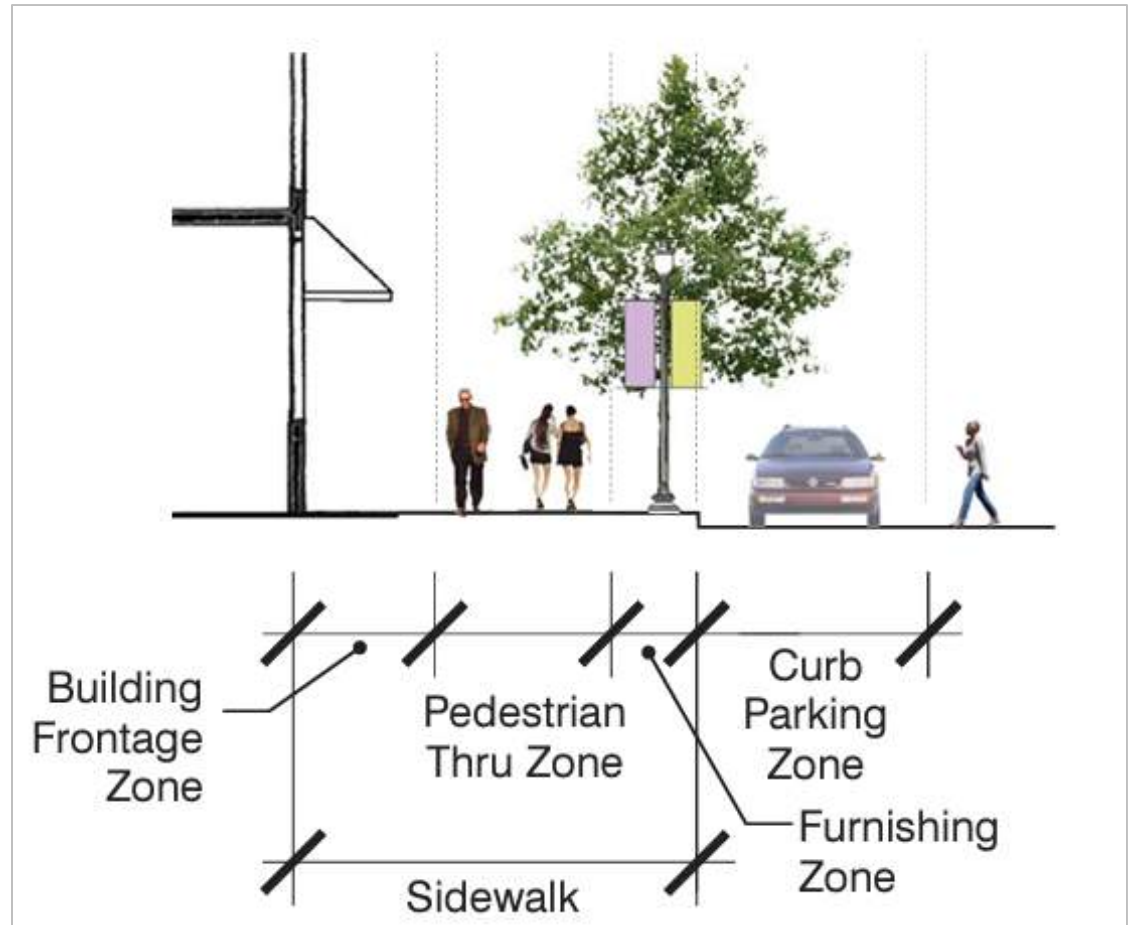 Building
Frontage
Zone
Pedestrian
Thru Zone
Curb
Parking
Zone
Furnishing
Zone
Sidewalk